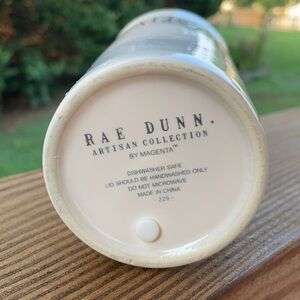 RAE DUNN.
ARTISAN COLLECTION
BY MAGENTA™
DISHWASHER SAFE
LID SHOULD BE HANDWASHED ONLY
DO NOT MICROWAVE
MADE IN CHINA
- 229 -